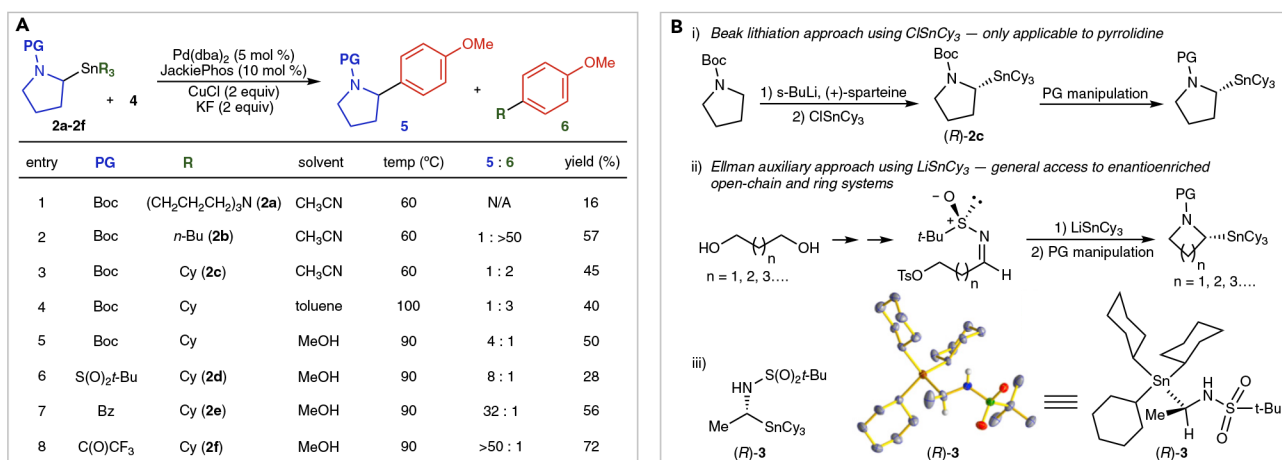 A
PG
N
SnR3
+ 4
2a-2f
Pd(dba)2 (5 mol %)
JackiePhos (10 mol %)
CuCl (2 equiv)
KF (2 equiv)
PG
N
OMe
5
+
OMe
R
6
entry PG R solvent temp (ºC) 5 : 6 yield (%)
1 Boc (CH2CH2CH2)3N (2a) CH3CN 60 N/A 16
2 Boc n-Bu (2b) CH3CN 60 1 : >50 57
3 Boc Cy (2c) CH3CN 60 1 : 2 45
4 Boc Cy toluene 100 1 : 3 40
5 Boc Cy MeOH 90 4 : 1 50
6 S(O)2t-Bu Cy (2d) MeOH 90 8 : 1 28
7 Bz Cy (2e) MeOH 90 32 : 1 56
8 C(O)CF3 Cy (2f) MeOH 90 >50 : 1 72
B
i) Beak lithiation approach using ClSnCy3 — only applicable to pyrrolidine
Boc
N
1) s-BuLi, (+)-sparteine
2) ClSnCy3
Boc
N
SnCy3
(R)-2c
PG manipulation
PG
N
SnCy3
ii) Ellman auxiliary approach using LiSnCy3 — general access to enantioenriched
open-chain and ring systems
HO
OH
n
n = 1, 2, 3....
−O
S
+
t-Bu
N
TsO
n
H
1) LiSnCy3
2) PG manipulation
PG
N
SnCy3
n
n = 1, 2, 3....
iii)
S(O)2t-Bu
HN
Me
SnCy3
(R)-3
(R)-3
Sn
H
N
O
S
t-Bu
O
Me
H
(R)-3